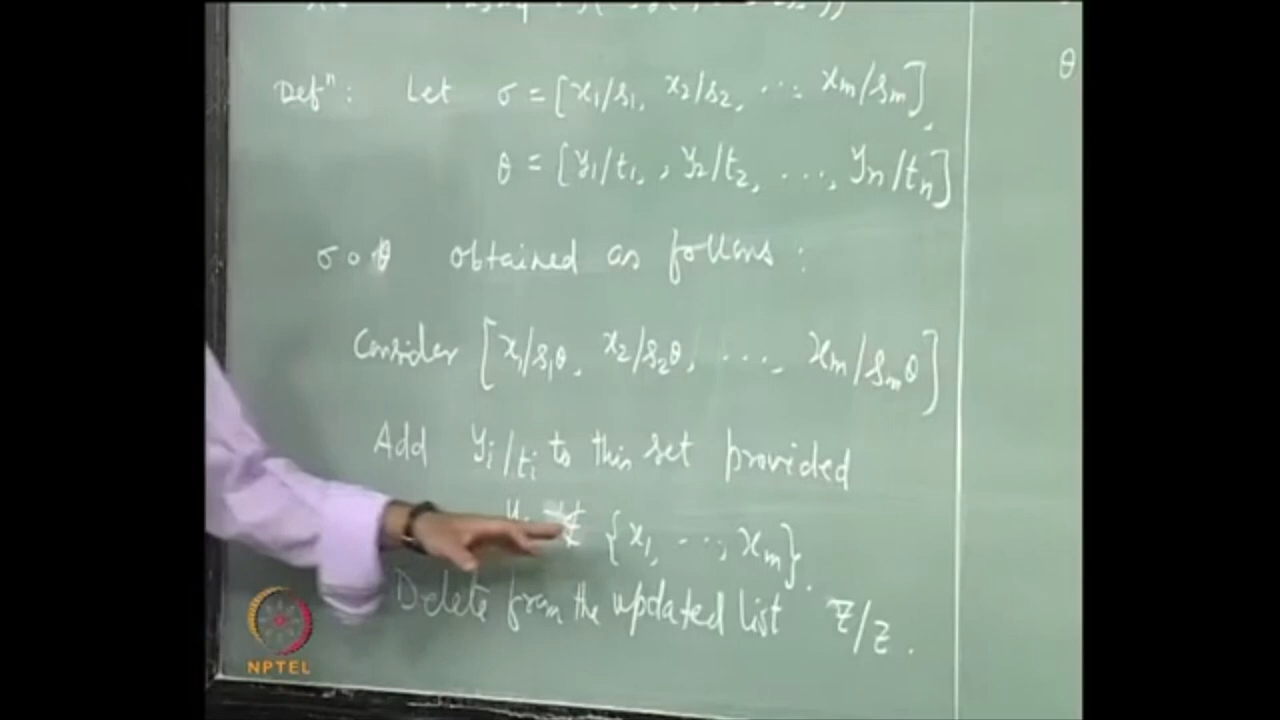 Defⁿ: Let σ = [x₁/s₁, x₂/s₂, ..., xₘ/sₘ],
θ
θ = [y₁/t₁, y₂/t₂, ..., yₙ/tₙ]
σ ∘ θ obtained as follows:
Consider [x₁/s₁θ, x₂/s₂θ, ..., xₘ/sₘθ]
Add yᵢ/tᵢ to this set provided
yᵢ ∉ {x₁, ..., xₘ}.
Delete from the updated list z/z.
NPTEL